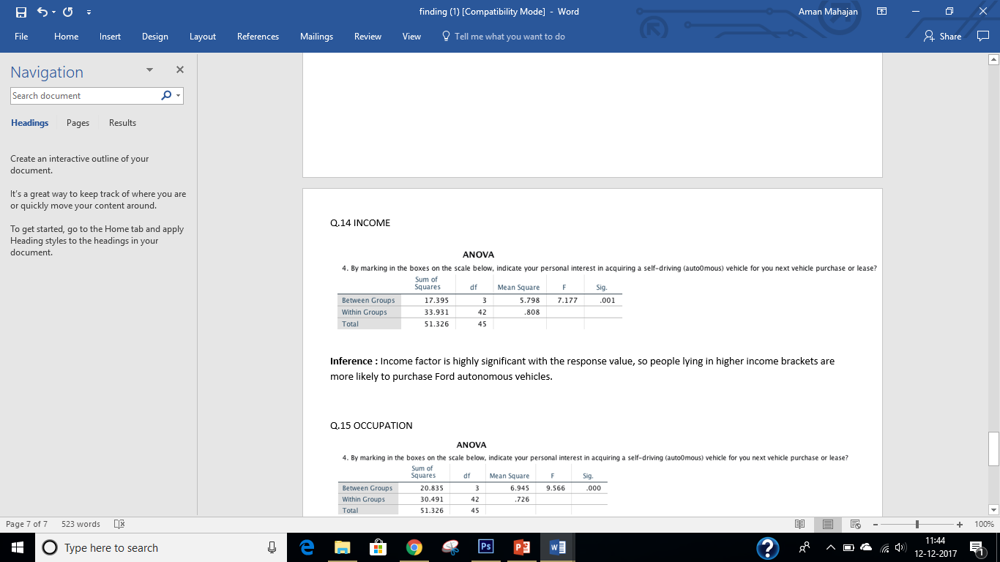 finding (1) [Compatibility Mode] - Word
Aman Mahajan
File Home Insert Design Layout References Mailings Review View Tell me what you want to do Share
Navigation
Search document
Headings Pages Results
Create an interactive outline of your
document.
It's a great way to keep track of where you are
or quickly move your content around.
To get started, go to the Home tab and apply
Heading styles to the headings in your
document.
Q.14 INCOME
ANOVA
4. By marking in the boxes on the scale below, indicate your personal interest in acquiring a self-driving (auto0mous) vehicle for you next vehicle purchase or lease?
Sum of
Squares df Mean Square F Sig.
Between Groups 17.395 3 5.798 7.177 .001
Within Groups 33.931 42 .808
Total 51.326 45
Inference : Income factor is highly significant with the response value, so people lying in higher income brackets are
more likely to purchase Ford autonomous vehicles.
Q.15 OCCUPATION
ANOVA
4. By marking in the boxes on the scale below, indicate your personal interest in acquiring a self-driving (auto0mous) vehicle for you next vehicle purchase or lease?
Sum of
Squares df Mean Square F Sig.
Between Groups 20.835 3 6.945 9.566 .000
Within Groups 30.491 42 .726
Total 51.326 45
Page 7 of 7 523 words 100%
Type here to search
Ps
11:44
12-12-2017
1